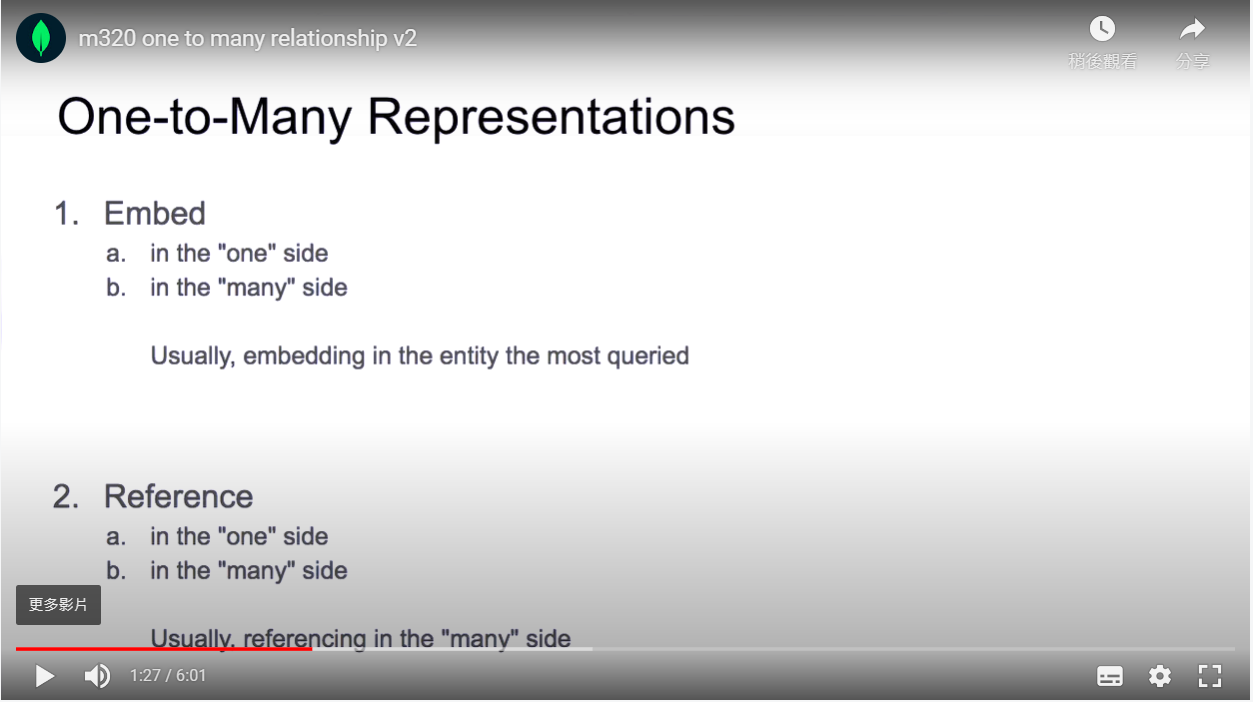 m320 one to many relationship v2
稍後觀看
分享
One-to-Many Representations
1. Embed
a. in the "one" side
b. in the "many" side
Usually, embedding in the entity the most queried
2. Reference
a. in the "one" side
b. in the "many" side
更多影片
Usually, referencing in the "many" side
1:27 / 6:01